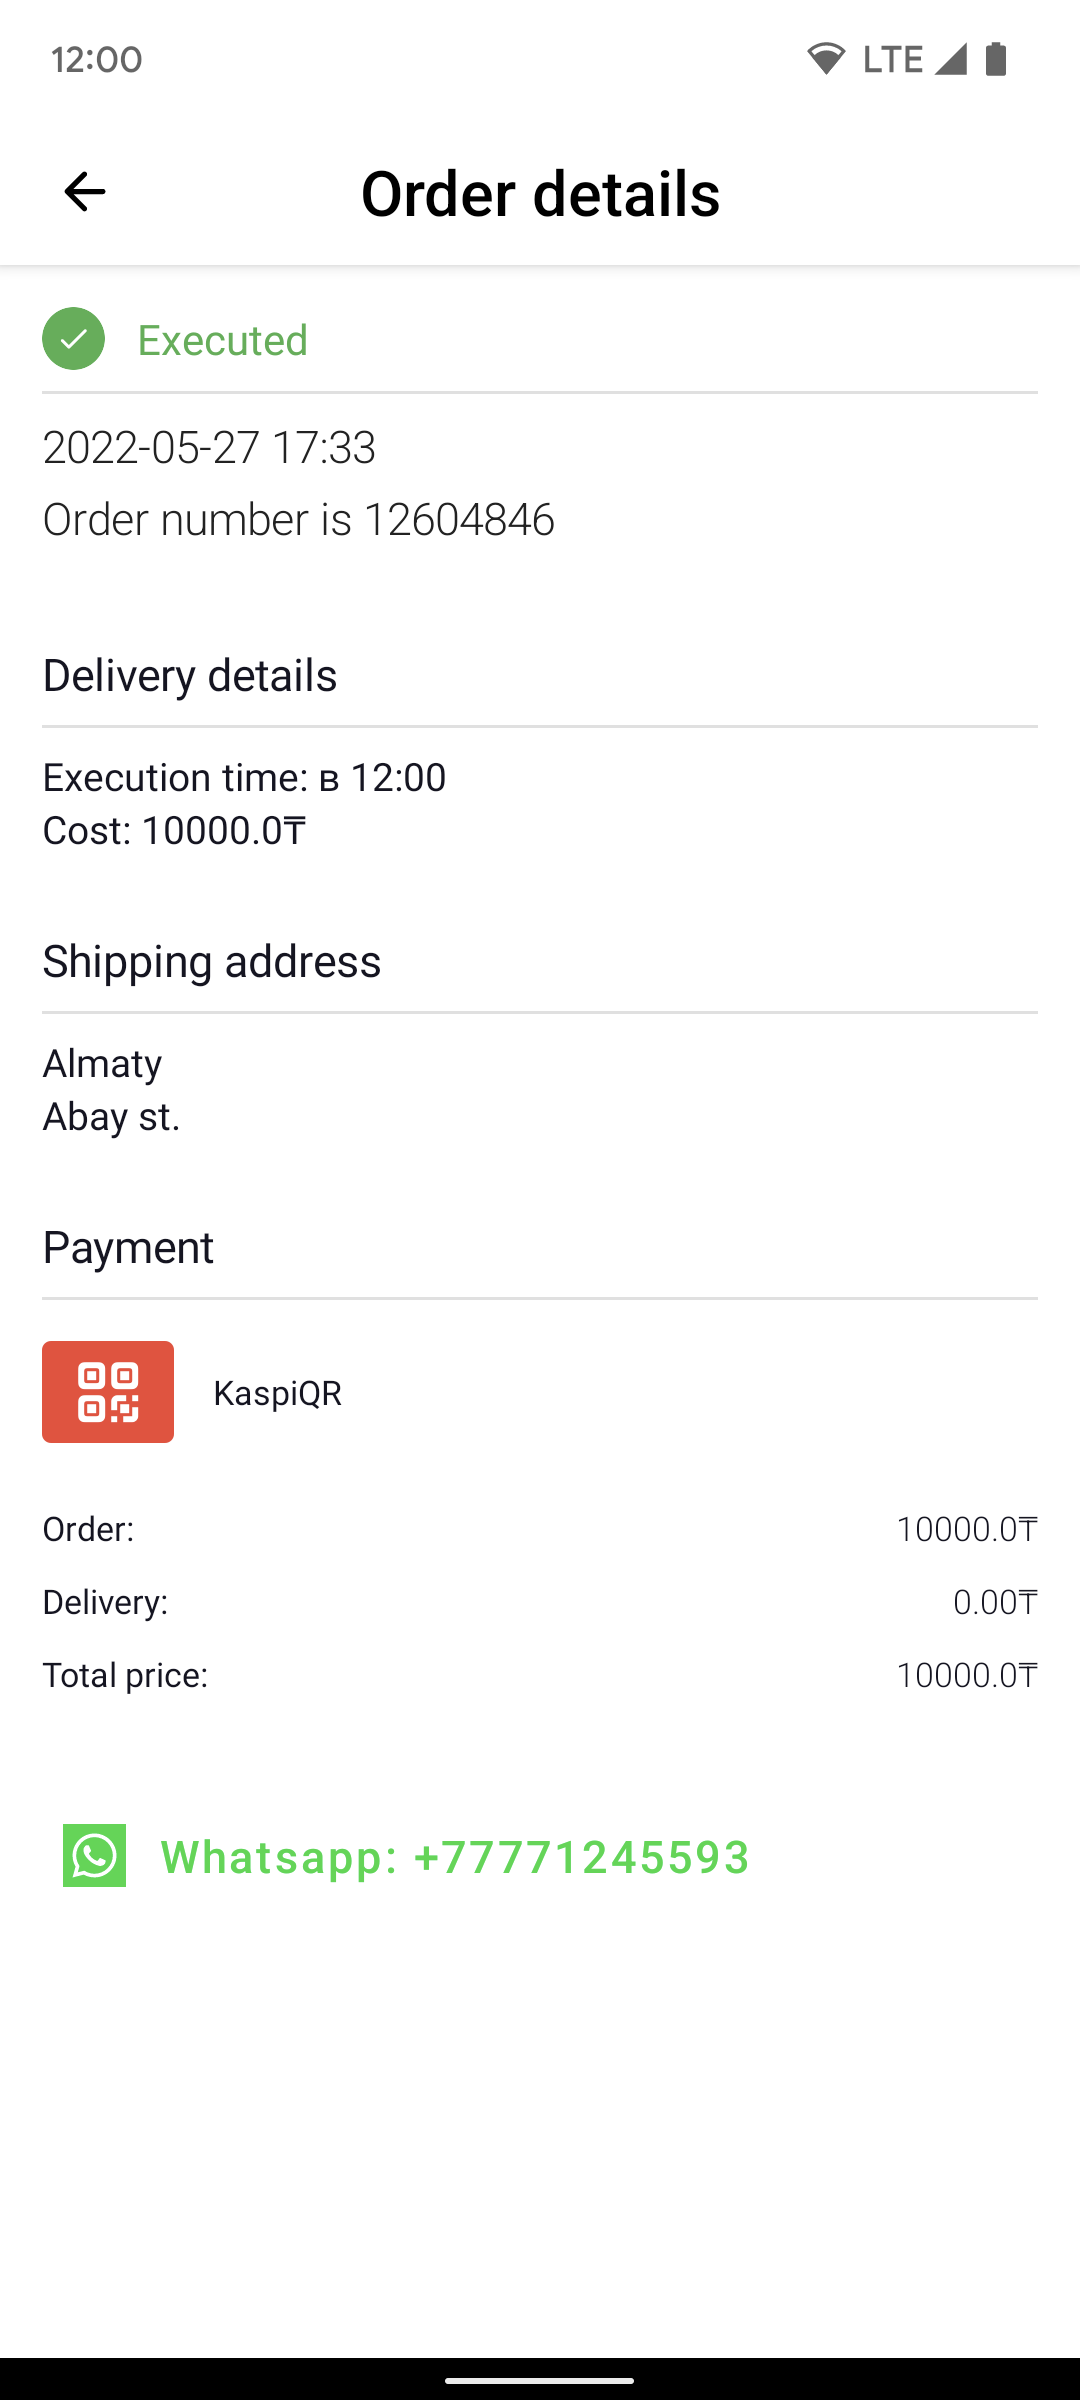 12:00 LTE
Order details
Executed
2022-05-27 17:33
Order number is 12604846
Delivery details
Execution time: в 12:00
Cost: 10000.0₸
Shipping address
Almaty
Abay st.
Payment
KaspiQR
Order: 10000.0₸
Delivery: 0.00₸
Total price: 10000.0₸
Whatsapp: +77771245593